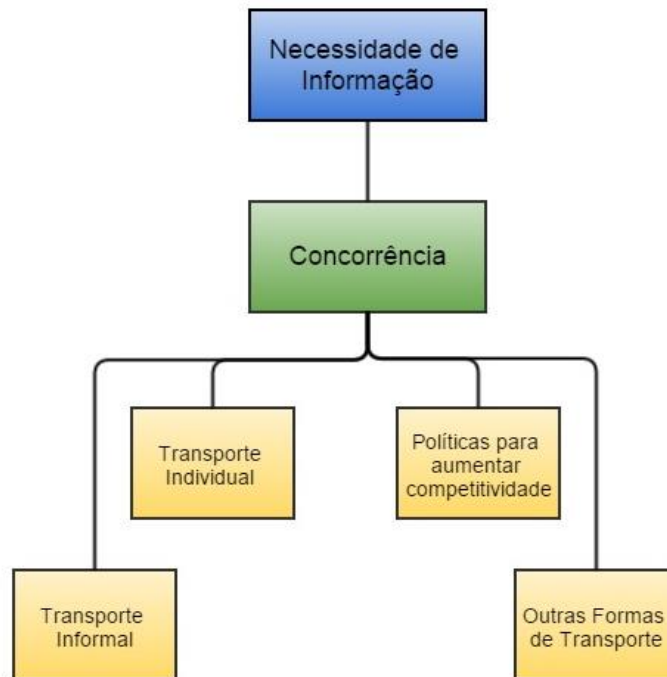 Necessidade de
Informação
Concorrência
Transporte
Individual
Políticas para
aumentar
competitividade
Transporte
Informal
Outras Formas
de Transporte